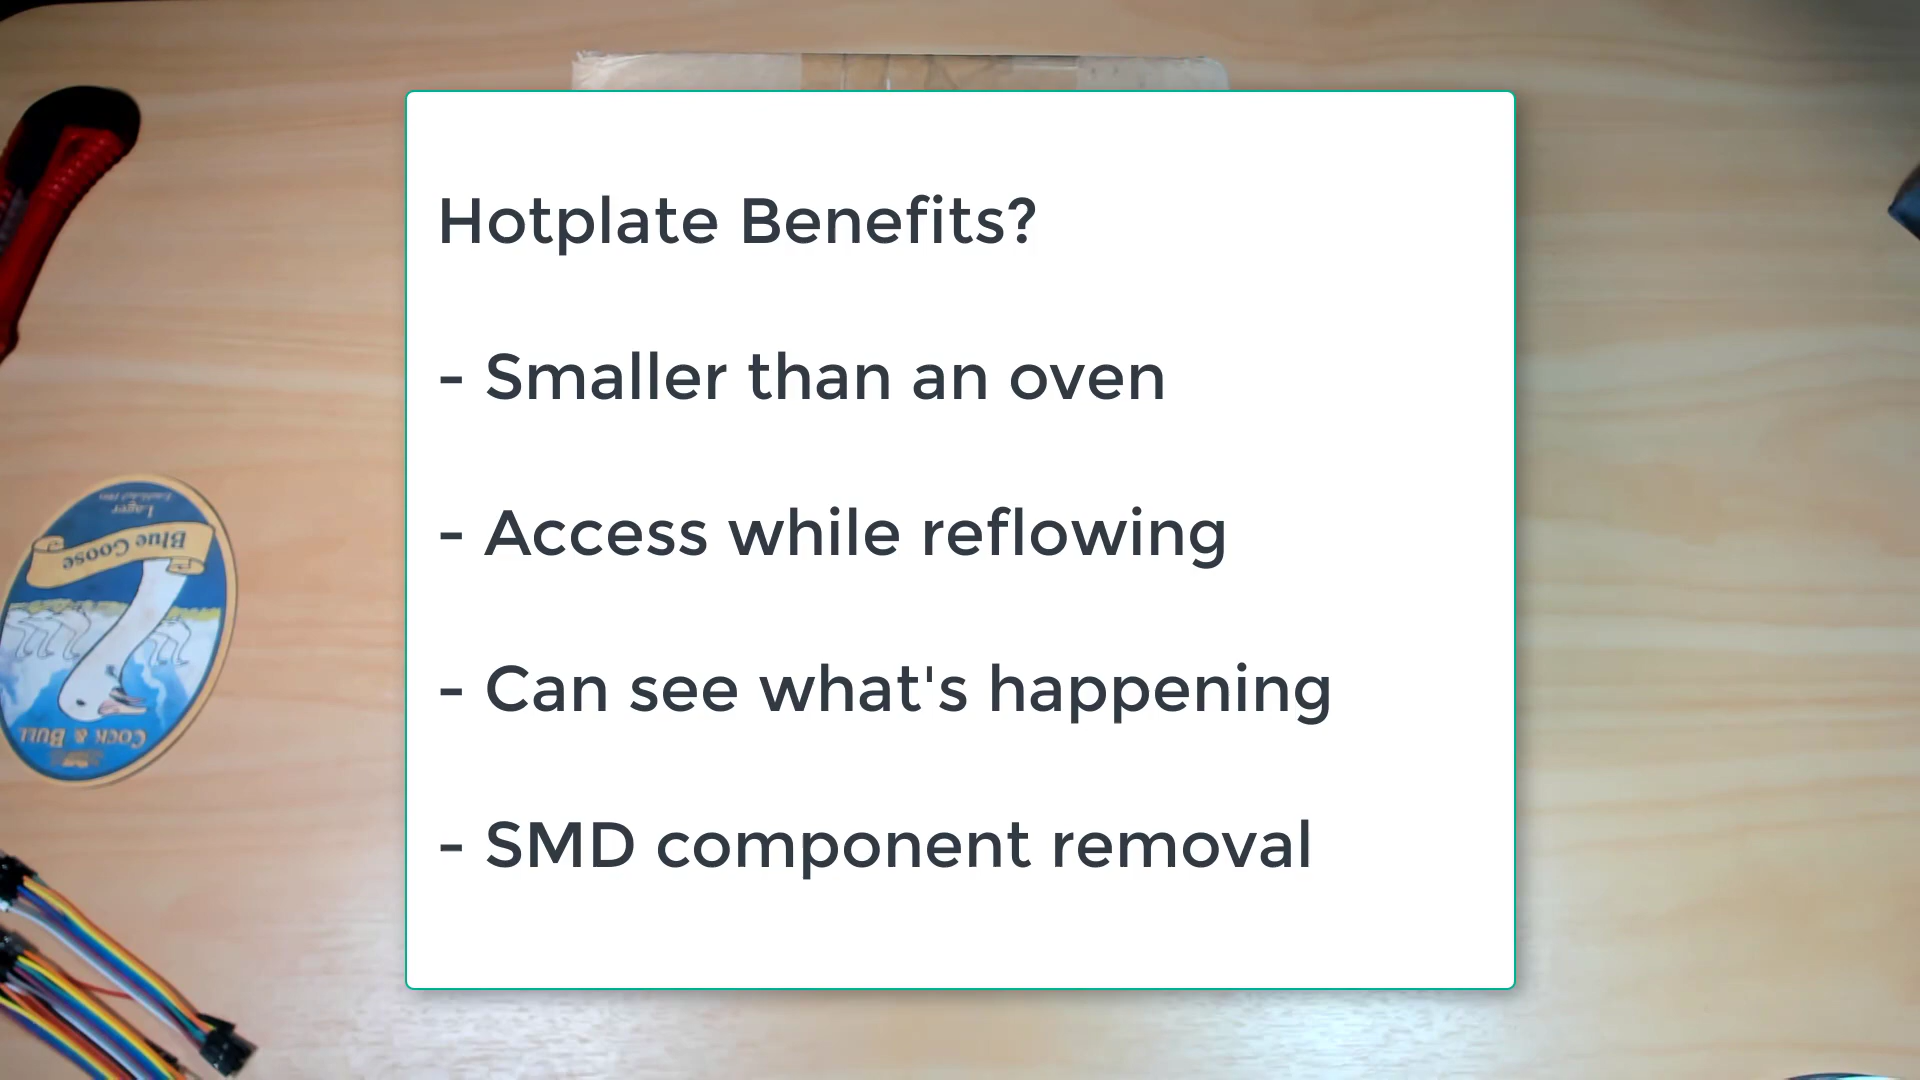 Hotplate Benefits?
- Smaller than an oven
- Access while reflowing
- Can see what's happening
- SMD component removal
Lager
Blue Goose
COCK & BULL